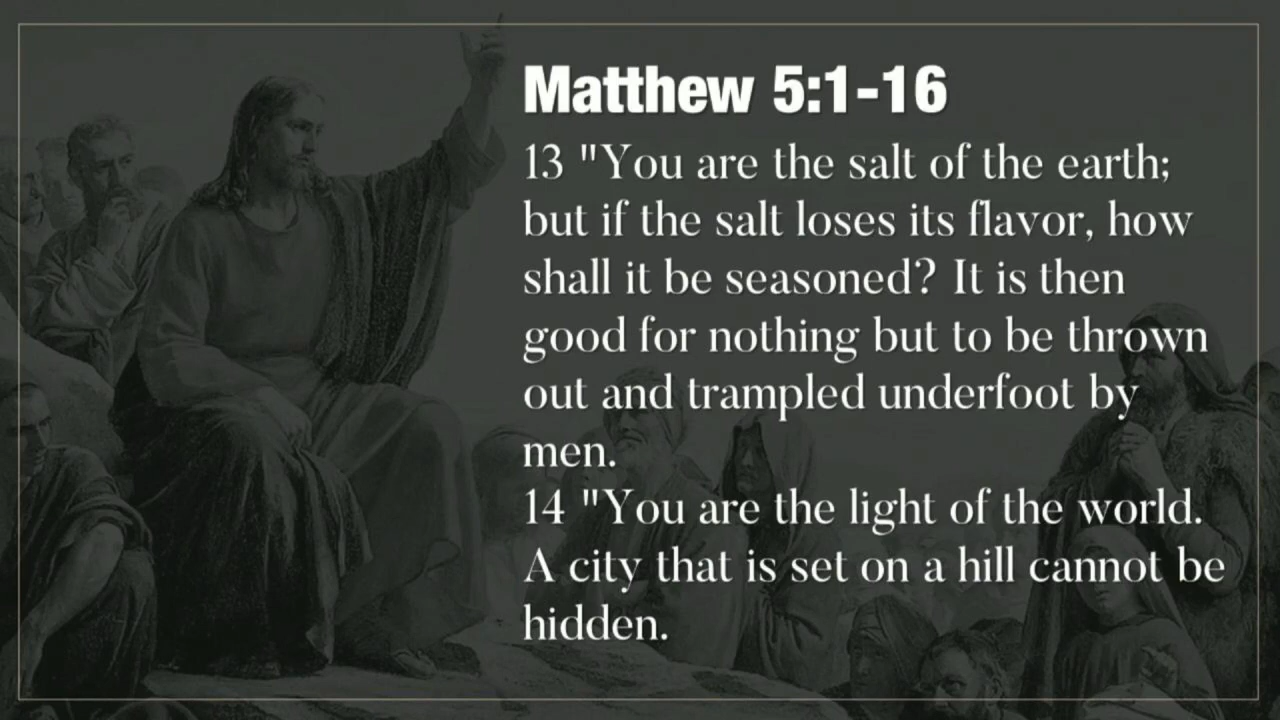 Matthew 5:1-16
13 "You are the salt of the earth;
but if the salt loses its flavor, how
shall it be seasoned? It is then
good for nothing but to be thrown
out and trampled underfoot by
men.
14 "You are the light of the world.
A city that is set on a hill cannot be
hidden.